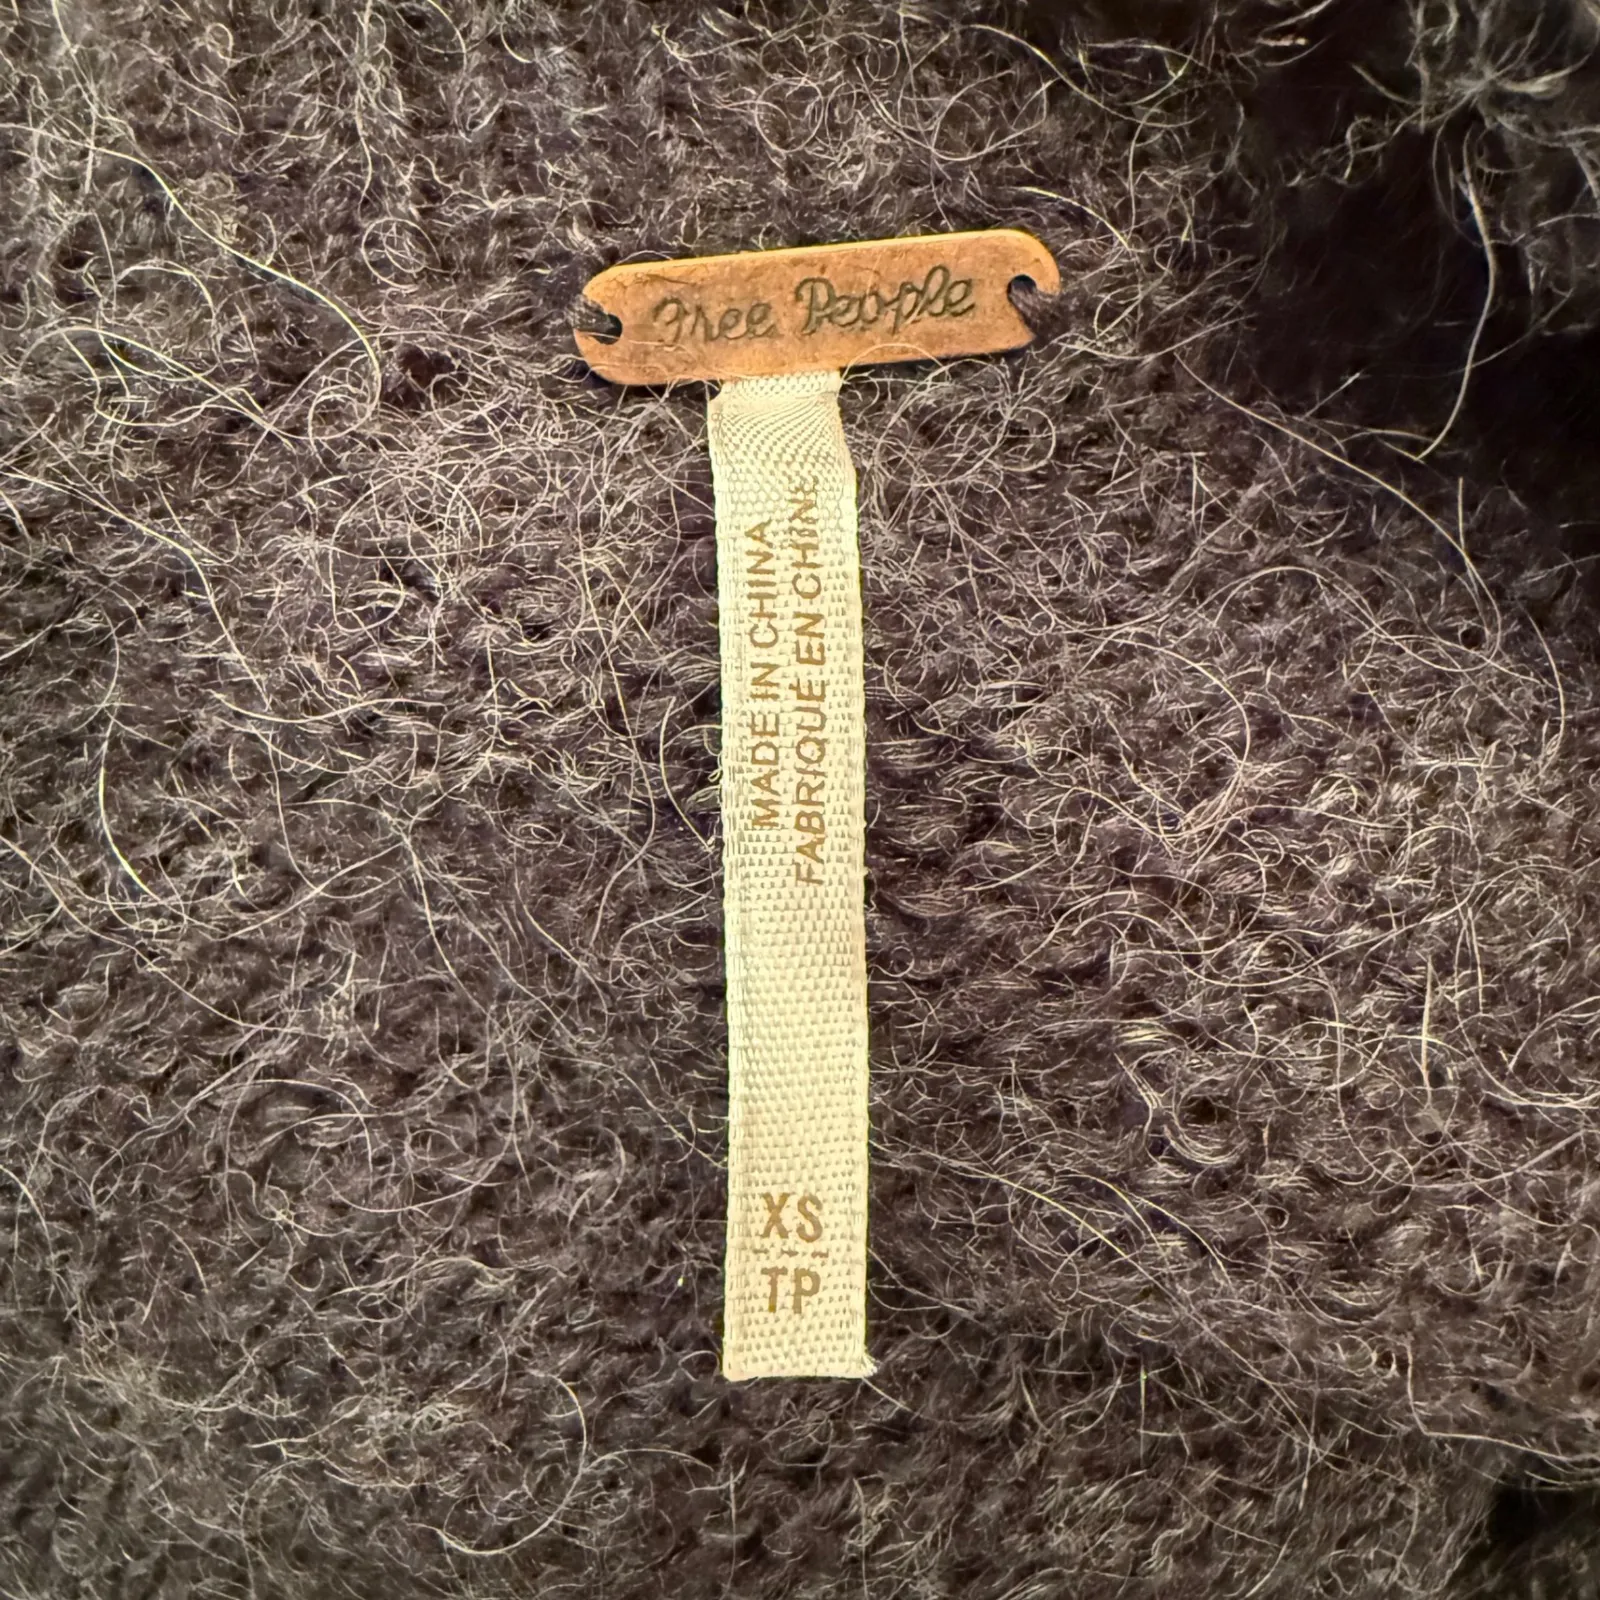 Free People
MADE IN CHINA
FABRIQUÉ EN CHINE
XS
TP